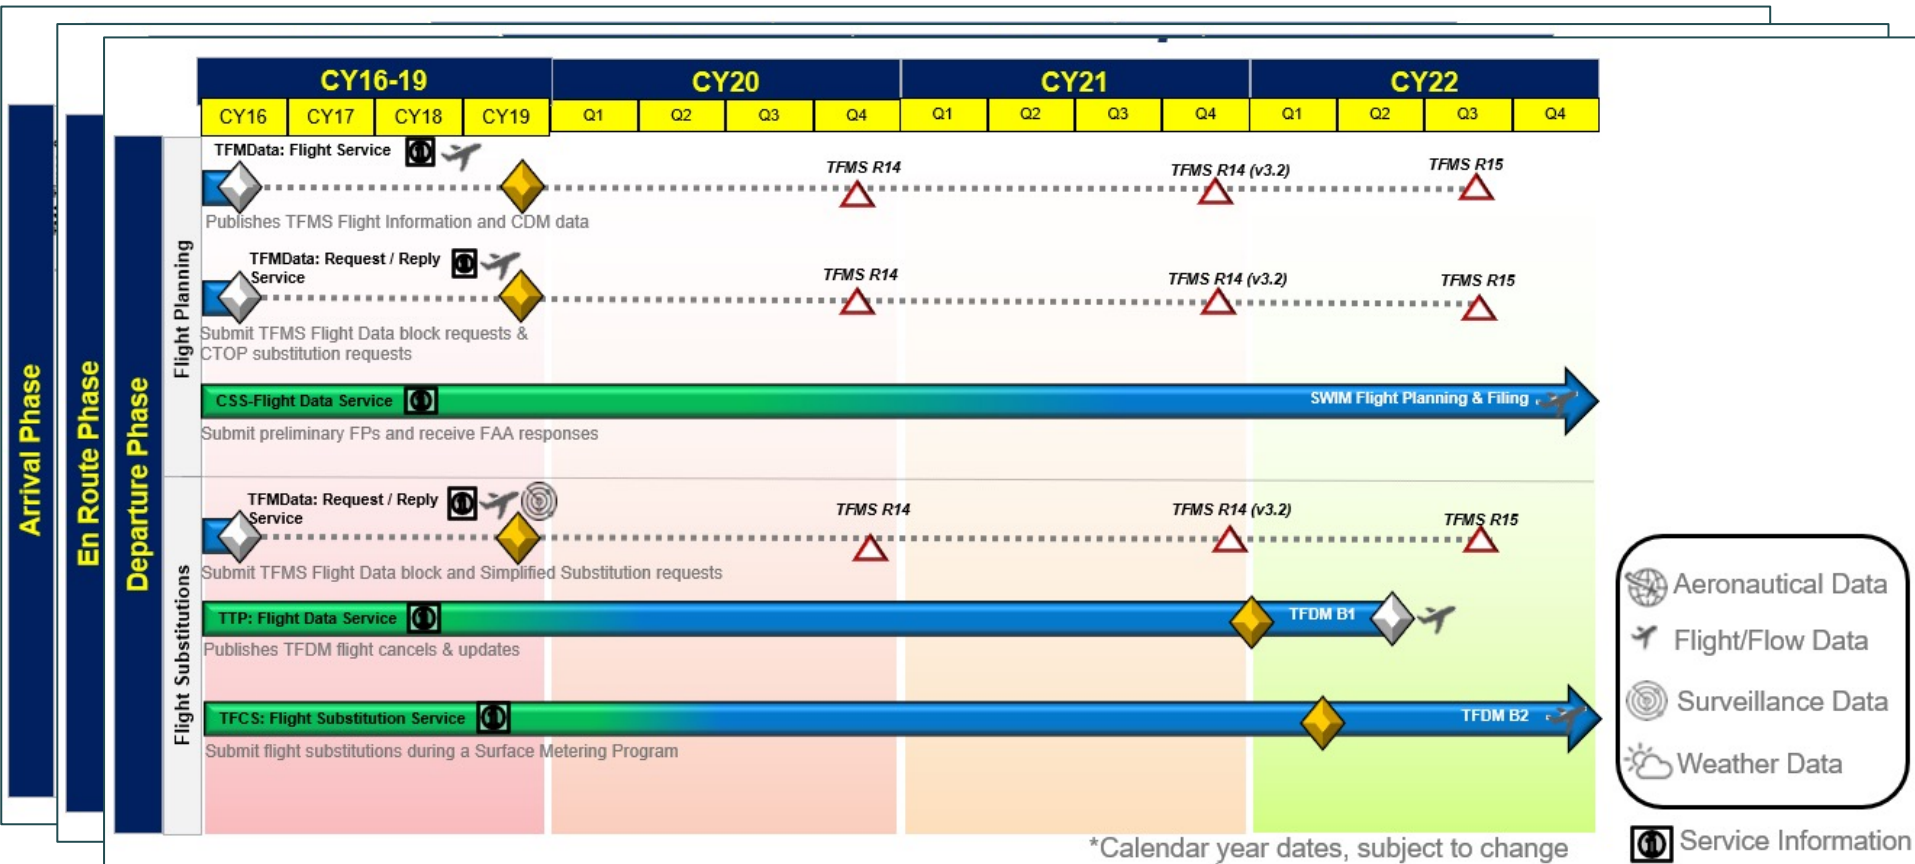 CY16-19 CY20 CY21 CY22
CY16 CY17 CY18 CY19 Q1 Q2 Q3 Q4 Q1 Q2 Q3 Q4 Q1 Q2 Q3 Q4
Arrival Phase
En Route Phase
Departure Phase
Flight Planning
TFMData: Flight Service
TFMS R14 TFMS R14 (v3.2) TFMS R15
Publishes TFMS Flight Information and CDM data
TFMData: Request / Reply
Service
TFMS R14 TFMS R14 (v3.2) TFMS R15
Submit TFMS Flight Data block requests &
CTOP substitution requests
CSS-Flight Data Service SWIM Flight Planning & Filing
Submit preliminary FPs and receive FAA responses
Flight Substitutions
TFMData: Request / Reply
Service
TFMS R14 TFMS R14 (v3.2) TFMS R15
Submit TFMS Flight Data block and Simplified Substitution requests
TTP: Flight Data Service TFDM B1
Publishes TFDM flight cancels & updates
TFCS: Flight Substitution Service TFDM B2
Submit flight substitutions during a Surface Metering Program
*Calendar year dates, subject to change
Aeronautical Data
Flight/Flow Data
Surveillance Data
Weather Data
Service Information